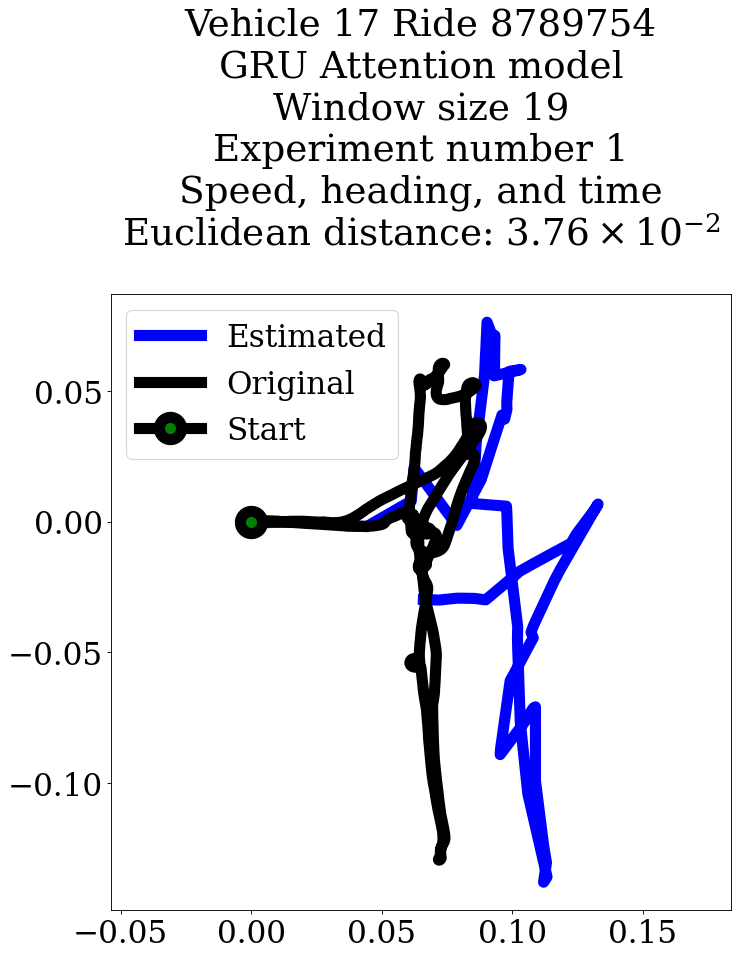 Vehicle 17 Ride 8789754
GRU Attention model
Window size 19
Experiment number 1
Speed, heading, and time
Euclidean distance: 3.76 × 10⁻²
Estimated
Original
Start
0.05
0.00
−0.05
−0.10
−0.05 0.00 0.05 0.10 0.15